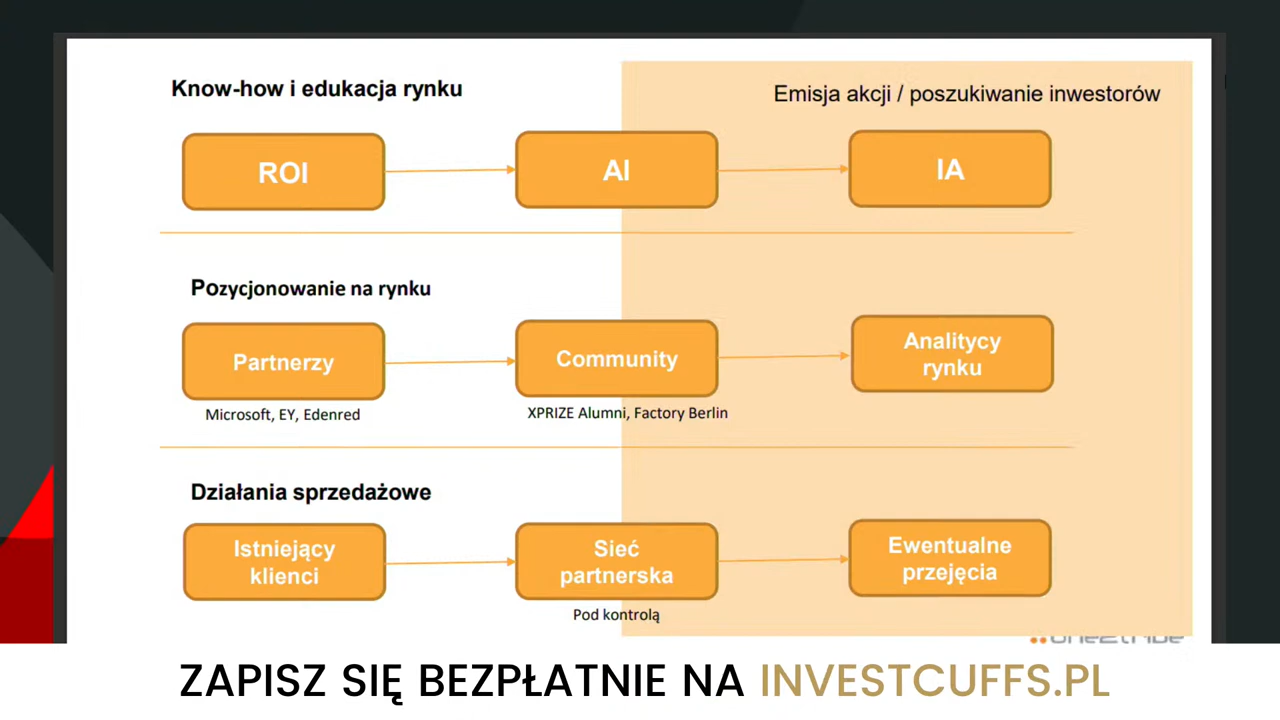 Know-how i edukacja rynku
Emisja akcji / poszukiwanie inwestorów
ROI
AI
IA
Pozycjonowanie na rynku
Partnerzy
Community
Analitycy
rynku
Microsoft, EY, Edenred
XPRIZE Alumni, Factory Berlin
Działania sprzedażowe
Istniejący
klienci
Sieć
partnerska
Ewentualne
przejęcia
Pod kontrolą
ZAPISZ SIĘ BEZPŁATNIE NA INVESTCUFFS.PL